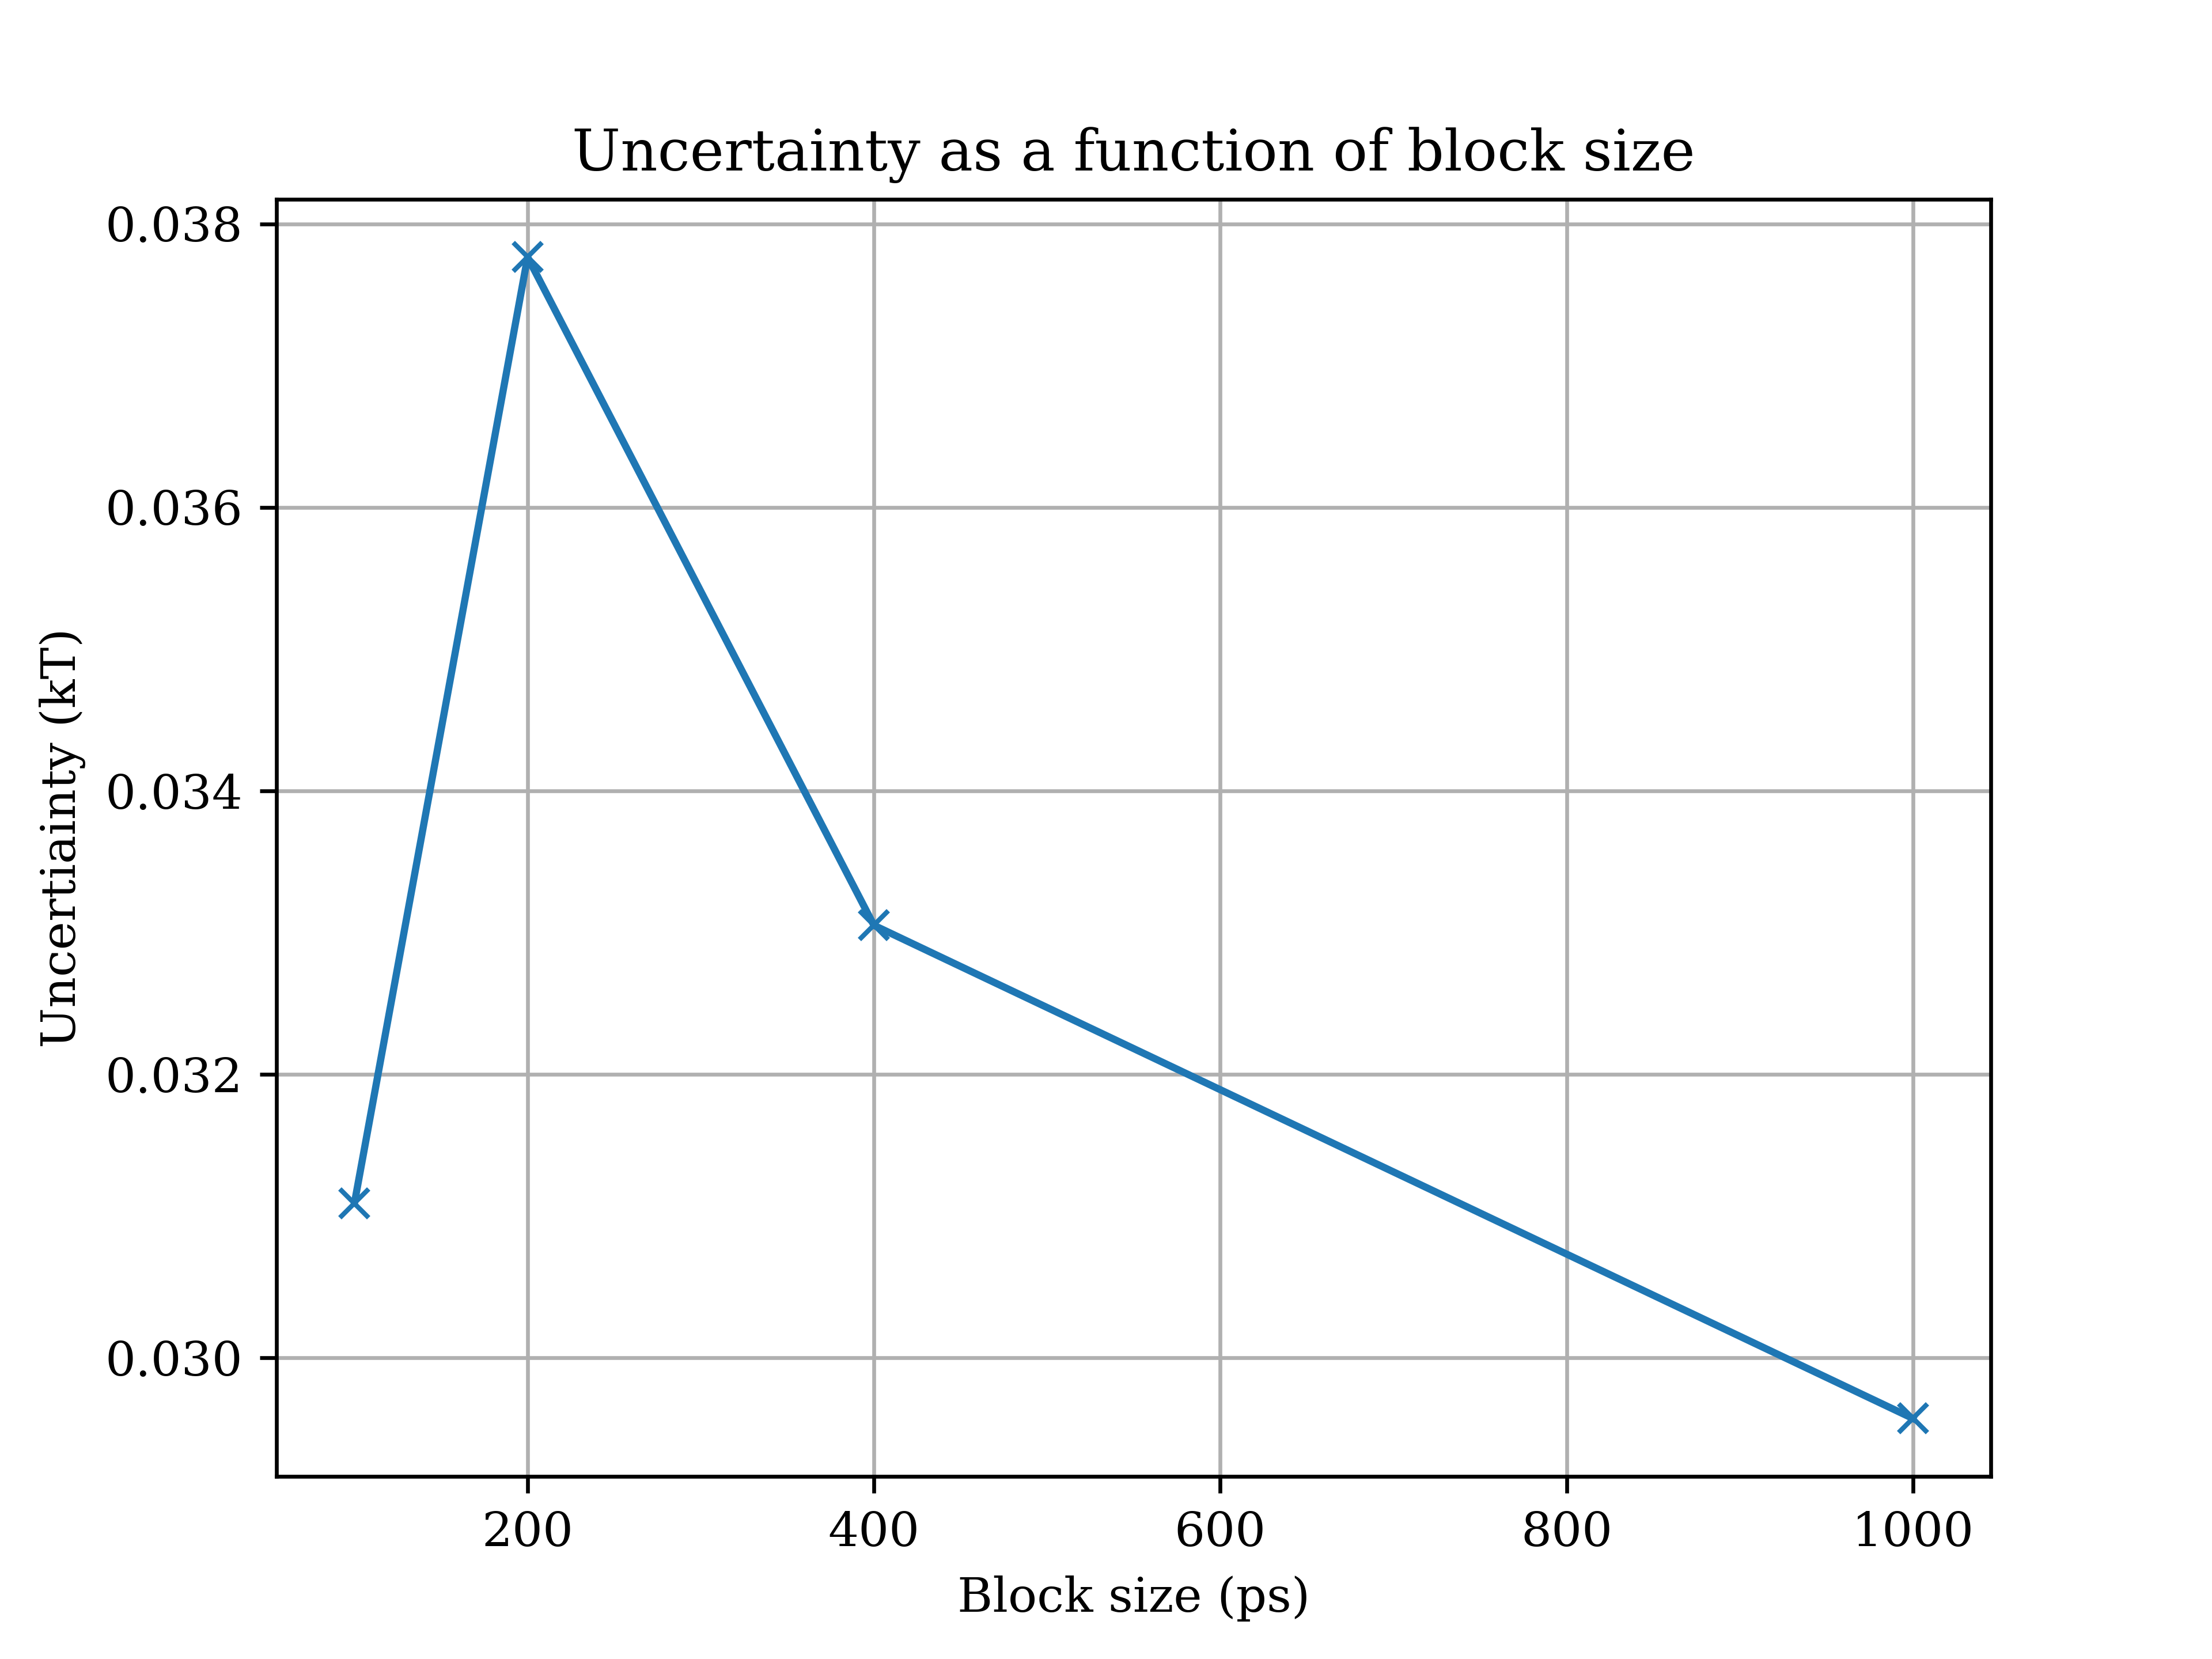 Uncertainty as a function of block size
Uncertiainty (kT)
0.038
0.036
0.034
0.032
0.030
200 400 600 800 1000
Block size (ps)